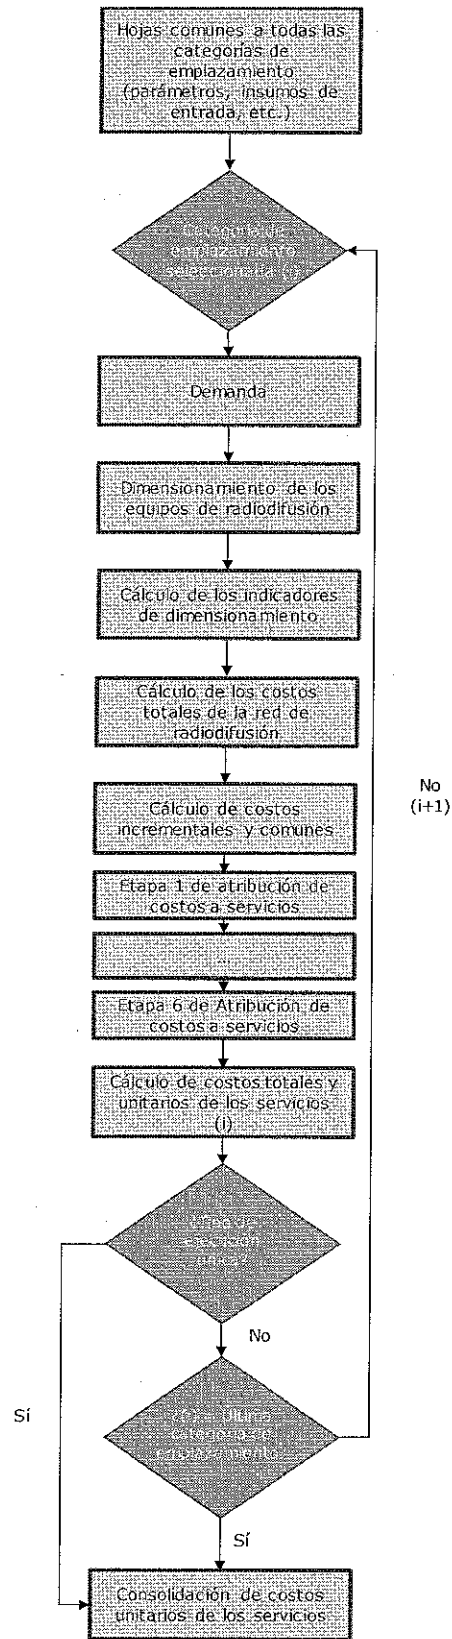 Hojas comunes a todas las
categorías de
emplazamiento
(parámetros, insumos de
entrada, etc.)
emplazamiento
Demanda
Dimensionamiento de los
equipos de radiodifusión
Cálculo de los indicadores
de dimensionamiento
Cálculo de los costos
totales de la red de
radiodifusión
No
(i+1)
Cálculo de costos
incrementales y comunes
Etapa 1 de atribución de
costos a servicios
...
Etapa 6 de Atribución de
costos a servicios
Cálculo de costos totales y
unitarios de los servicios
(i)
No
Sí
emplazamiento
Sí
Consolidación de costos
unitarios de los servicios